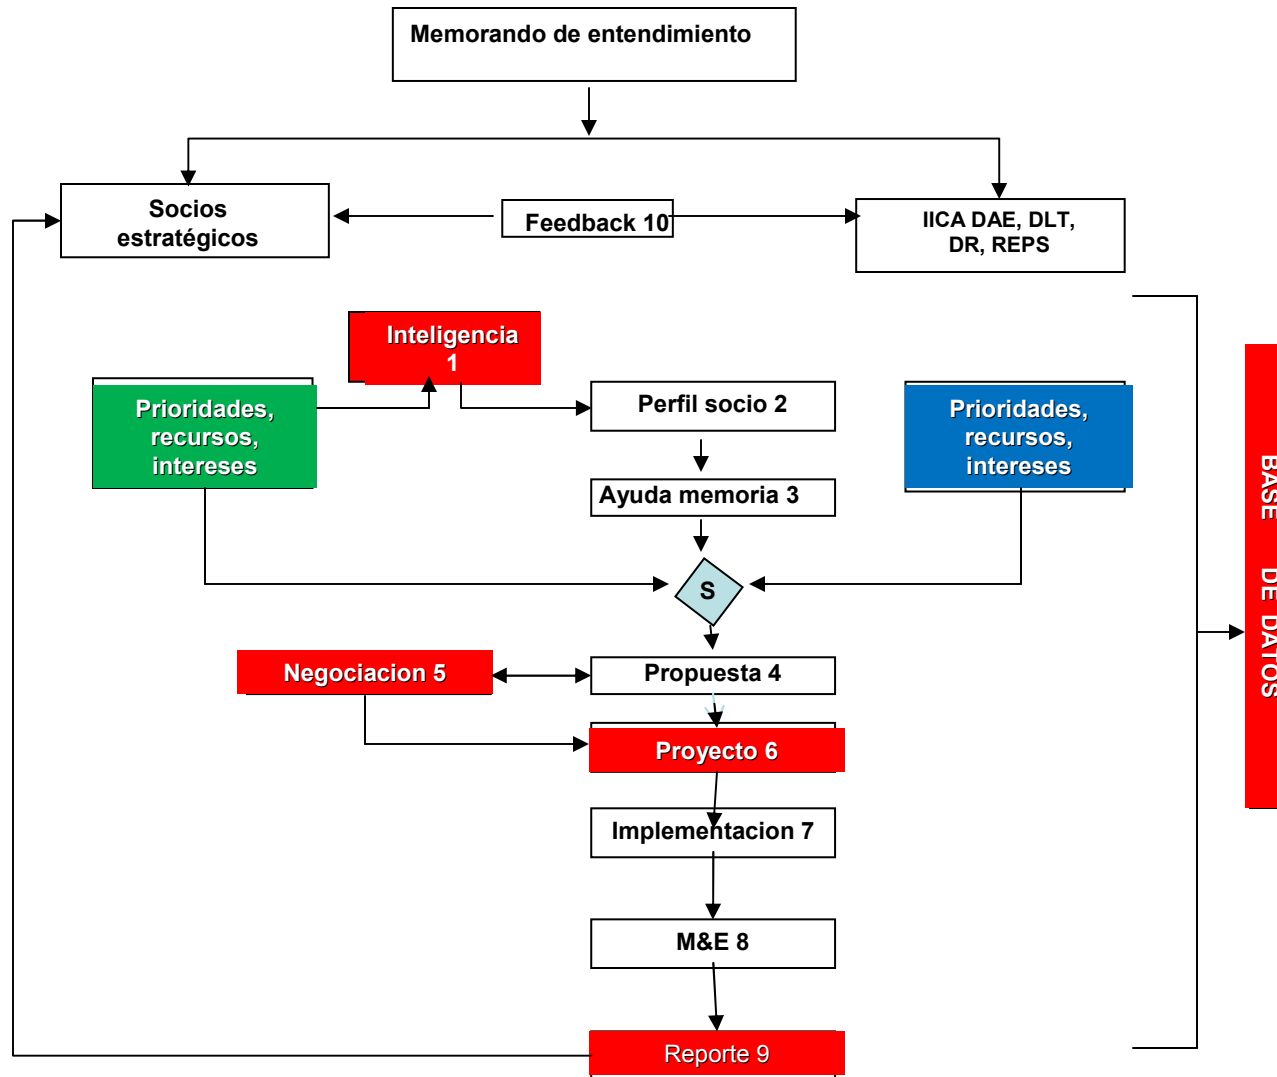 Memorando de entendimiento
Socios
estratégicos
Feedback 10
IICA DAE, DLT,
DR, REPS
Inteligencia
1
Prioridades,
recursos,
intereses
Perfil socio 2
Prioridades,
recursos,
intereses
Ayuda memoria 3
S
Negociacion 5
Propuesta 4
Proyecto 6
Implementacion 7
M&E 8
Reporte 9
BASE DE DATOS